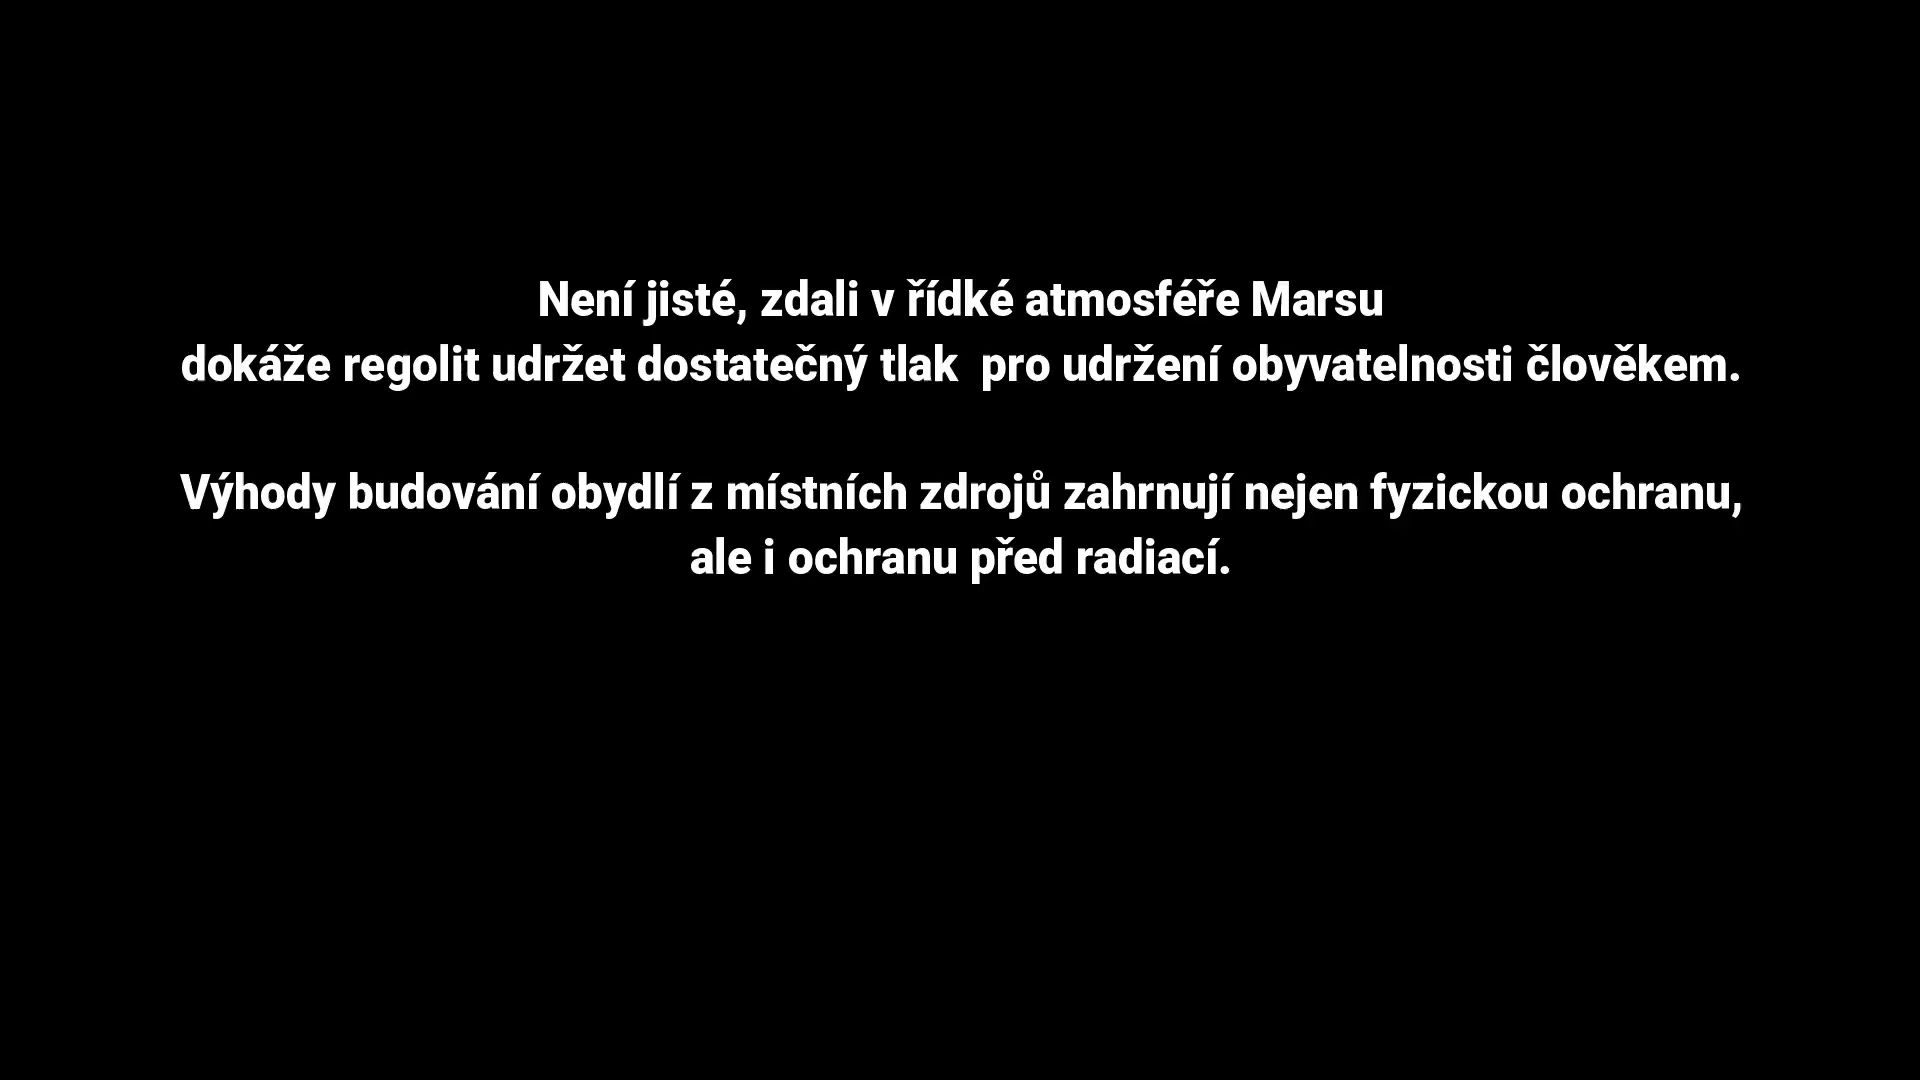 Není jisté, zdali v řídké atmosféře Marsu
dokáže regolit udržet dostatečný tlak  pro udržení obyvatelnosti člověkem.
Výhody budování obydlí z místních zdrojů zahrnují nejen fyzickou ochranu,
ale i ochranu před radiací.